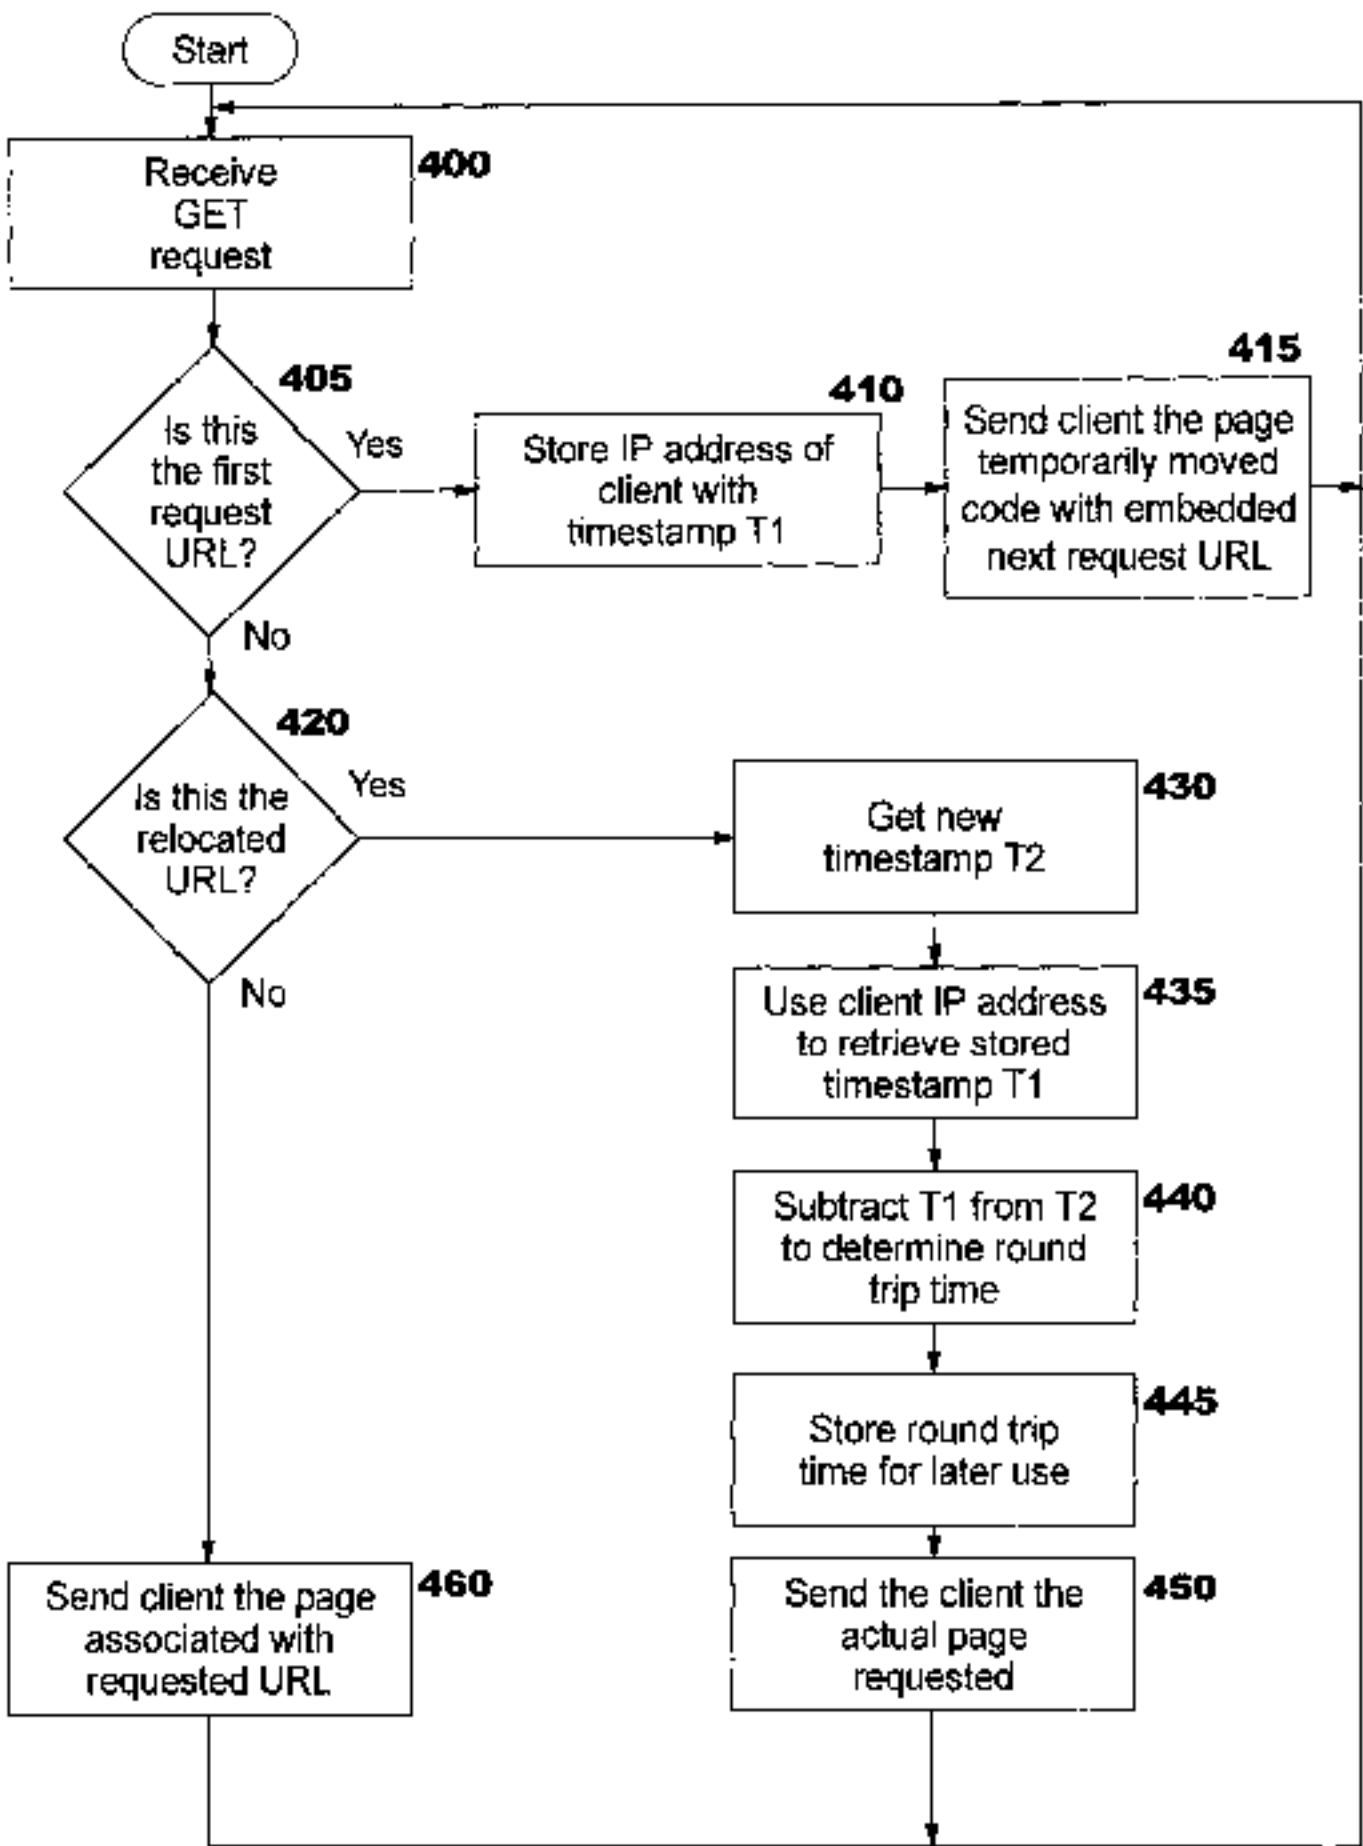 Start
Receive
GET
request
400
405
Is this
the first
request
URL?
Yes
No
410
Store IP address of
client with
timestamp T1
415
Send client the page
temporarily moved
code with embedded
next request URL
420
Is this the
relocated
URL?
Yes
No
430
Get new
timestamp T2
435
Use client IP address
to retrieve stored
timestamp T1
440
Subtract T1 from T2
to determine round
trip time
445
Store round trip
time for later use
450
Send the client the
actual page
requested
460
Send client the page
associated with
requested URL